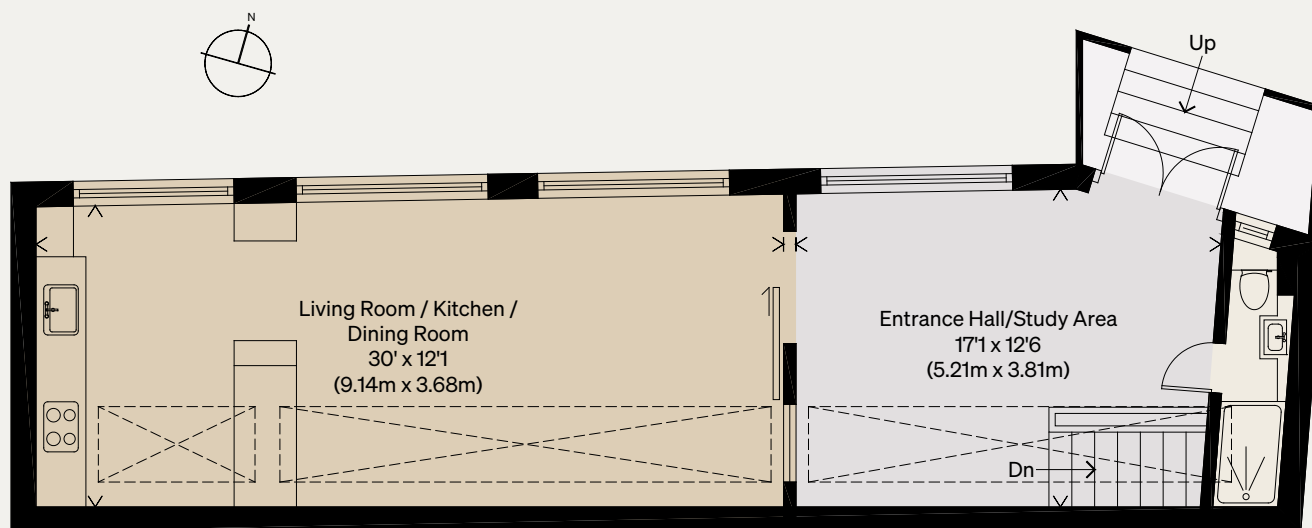 N
Up
Living Room / Kitchen /
Dining Room
30' x 12'1
(9.14m x 3.68m)
Entrance Hall/Study Area
17'1 x 12'6
(5.21m x 3.81m)
Dn